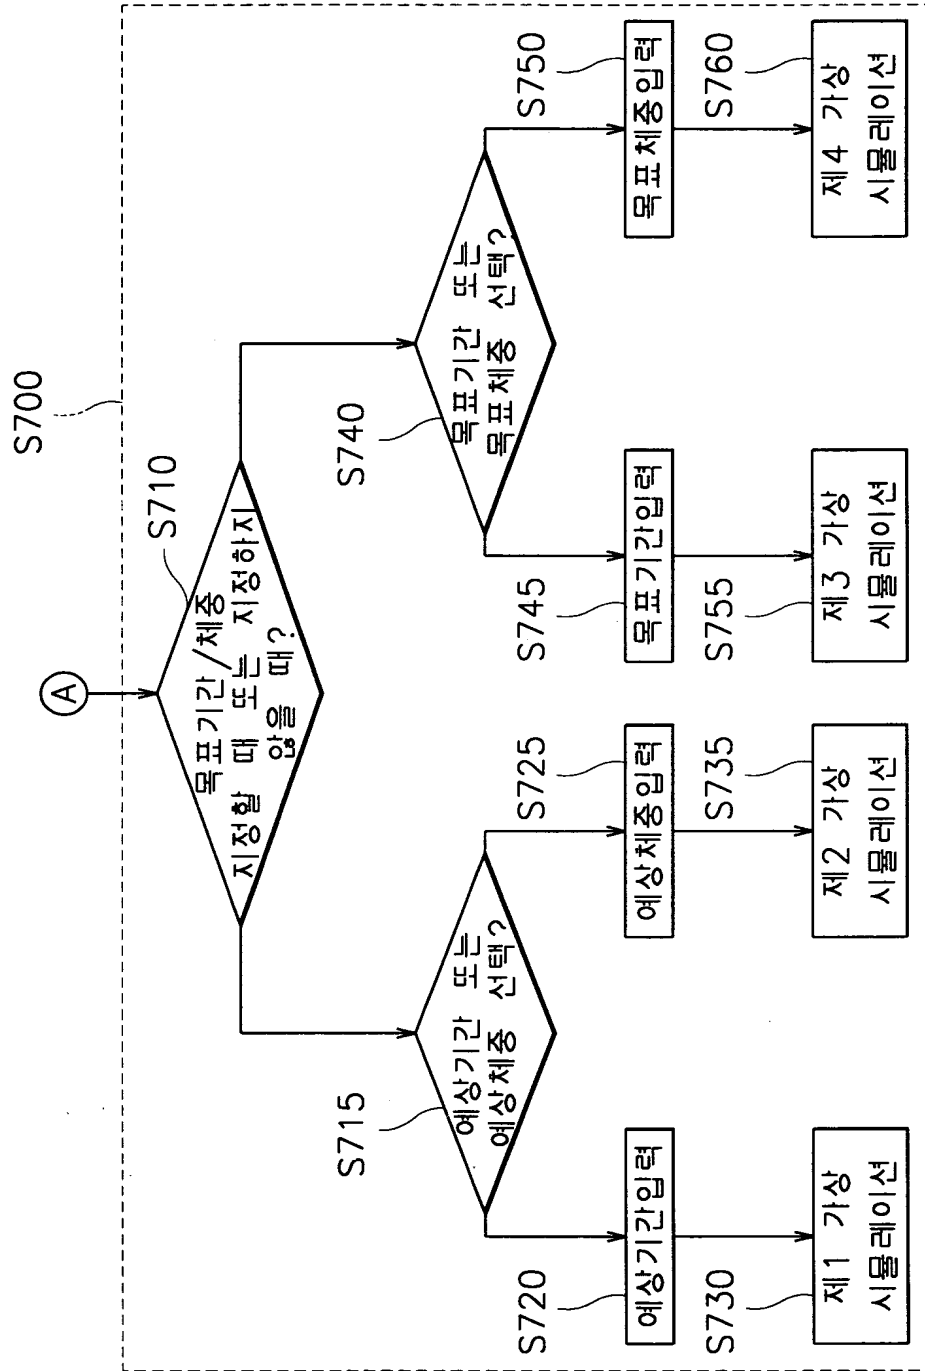 S700
A
S710
목표기간/체중
지정할 때 또는 지정하지
않을 때?
S715
예상기간 또는
예상체중 선택?
S740
목표기간 또는
목표체중 선택?
S720
예상기간입력
S725
예상체중입력
S745
목표기간입력
S750
목표체중입력
S730
제1 가상
시뮬레이션
S735
제2 가상
시뮬레이션
S755
제3 가상
시뮬레이션
S760
제4 가상
시뮬레이션